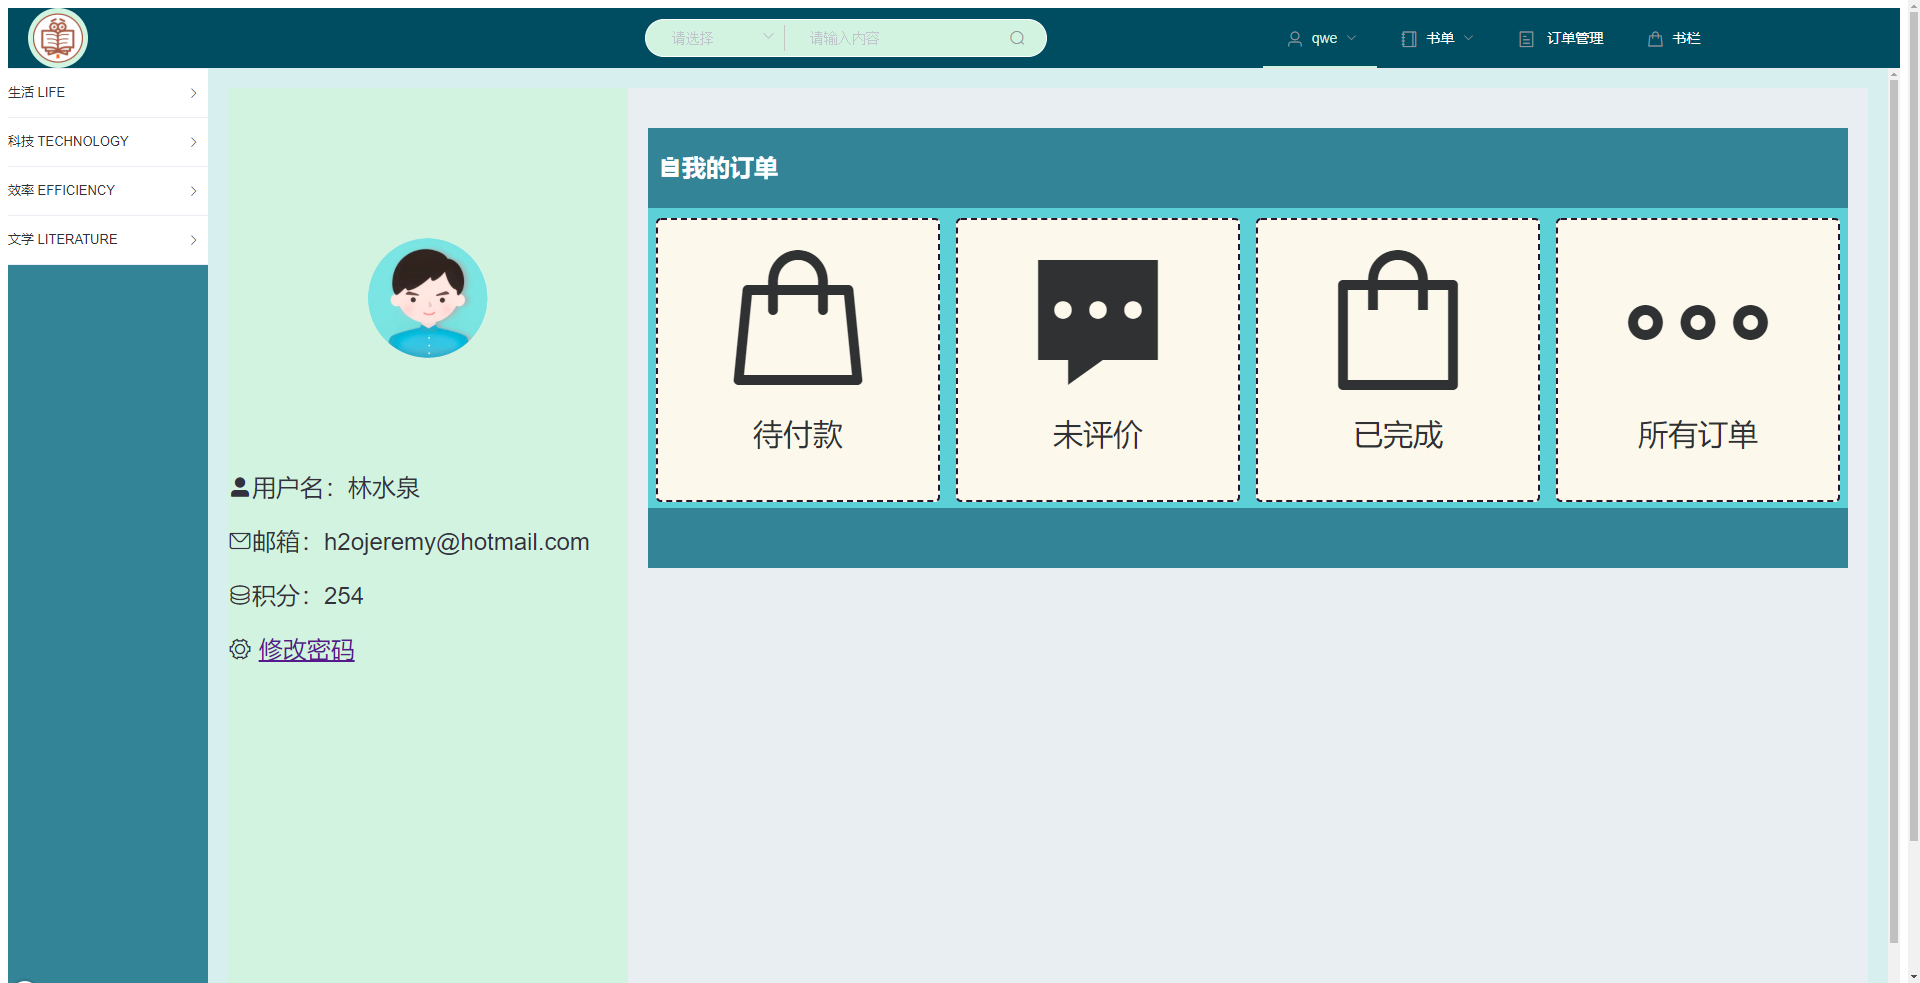 请选择 请输入内容 qwe 书单 订单管理 书栏
生活 LIFE
科技 TECHNOLOGY
效率 EFFICIENCY
文学 LITERATURE
用户名：林水泉
邮箱：h2ojeremy@hotmail.com
积分：254
修改密码
我的订单
待付款 未评价 已完成 所有订单